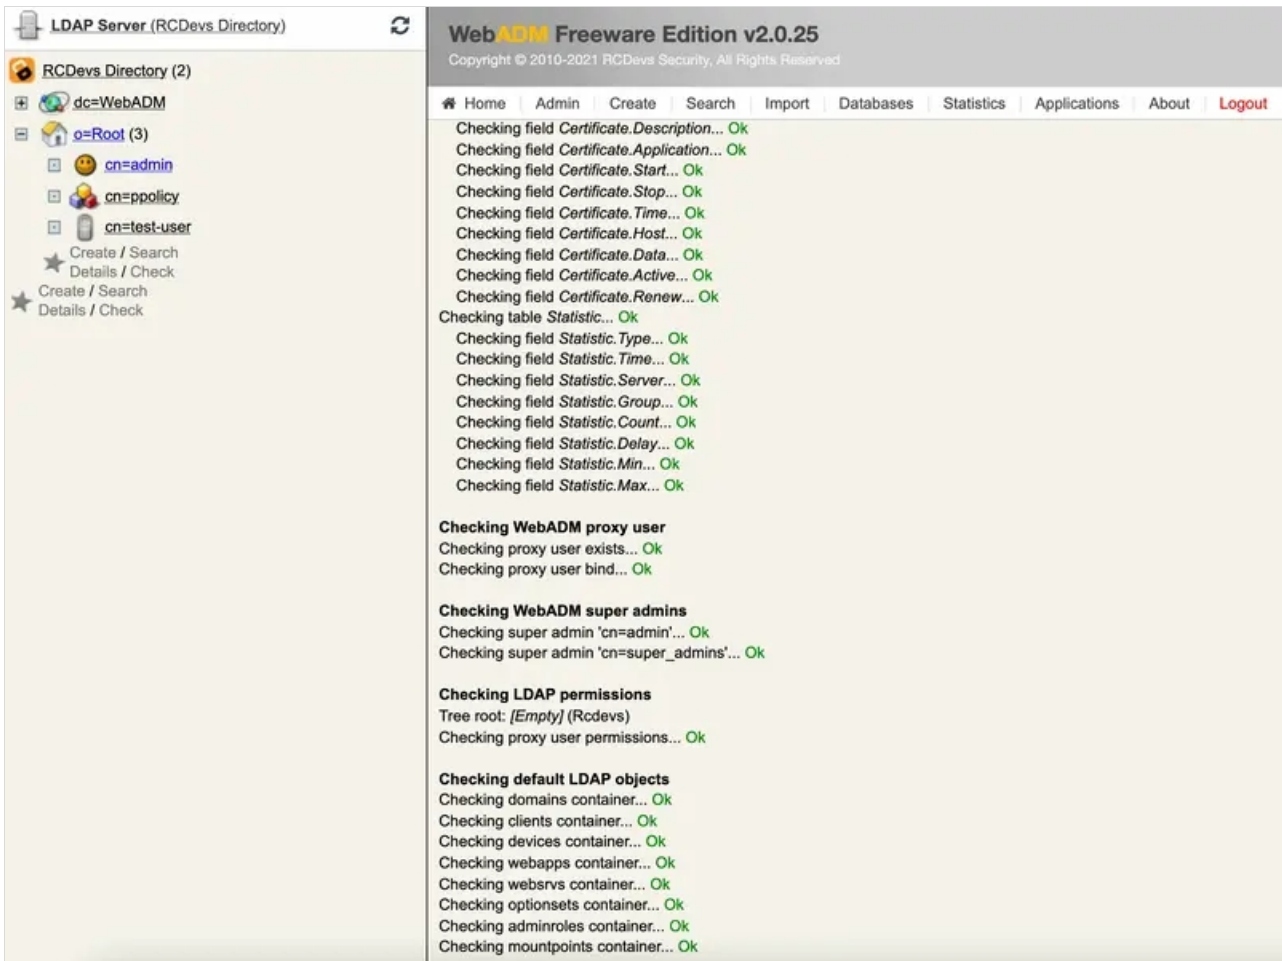 LDAP Server (RCDevs Directory)
RCDevs Directory (2)
dc=WebADM
o=Root (3)
cn=admin
cn=ppolicy
cn=test-user
Create / Search
Details / Check
Create / Search
Details / Check
WebADM Freeware Edition v2.0.25
Copyright © 2010-2021 RCDevs Security, All Rights Reserved
Home Admin Create Search Import Databases Statistics Applications About Logout
Checking field Certificate.Description... Ok
Checking field Certificate.Application... Ok
Checking field Certificate.Start... Ok
Checking field Certificate.Stop... Ok
Checking field Certificate.Time... Ok
Checking field Certificate.Host... Ok
Checking field Certificate.Data... Ok
Checking field Certificate.Active... Ok
Checking field Certificate.Renew... Ok
Checking table Statistic... Ok
Checking field Statistic.Type... Ok
Checking field Statistic.Time... Ok
Checking field Statistic.Server... Ok
Checking field Statistic.Group... Ok
Checking field Statistic.Count... Ok
Checking field Statistic.Delay... Ok
Checking field Statistic.Min... Ok
Checking field Statistic.Max... Ok
Checking WebADM proxy user
Checking proxy user exists... Ok
Checking proxy user bind... Ok
Checking WebADM super admins
Checking super admin 'cn=admin'... Ok
Checking super admin 'cn=super_admins'... Ok
Checking LDAP permissions
Tree root: [Empty] (Rcdevs)
Checking proxy user permissions... Ok
Checking default LDAP objects
Checking domains container... Ok
Checking clients container... Ok
Checking devices container... Ok
Checking webapps container... Ok
Checking websrvs container... Ok
Checking optionsets container... Ok
Checking adminroles container... Ok
Checking mountpoints container... Ok